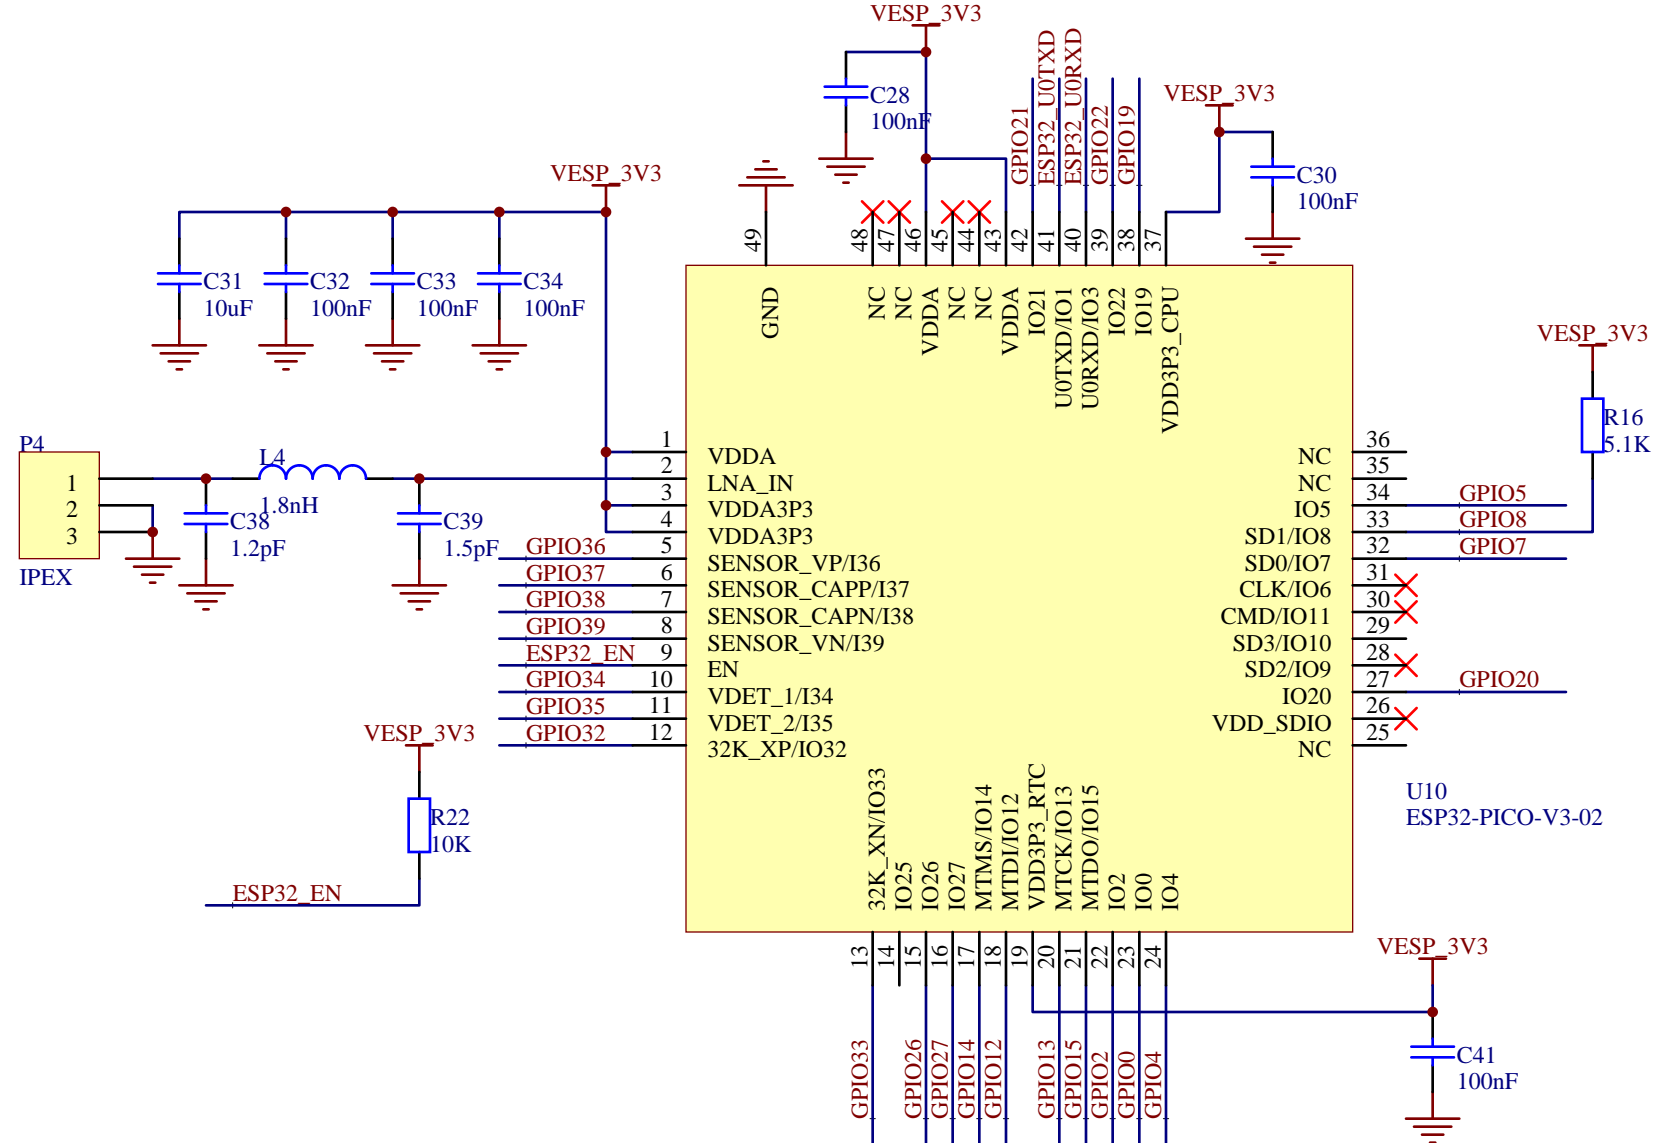 VESP_3V3
C28
100nF
GPIO21
ESP32_U0TXD
ESP32_U0RXD
GPIO22
GPIO19
VESP_3V3
C30
100nF
VESP_3V3
C31
10uF
C32
100nF
C33
100nF
C34
100nF
49
48
47
46
45
44
43
42
41
40
39
38
37
GND
NC
NC
VDDA
NC
NC
VDDA
IO21
U0TXD/IO1
U0RXD/IO3
IO22
IO19
VDD3P3_CPU
VESP_3V3
R16
5.1K
P4
1
2
3
IPEX
L4
1.8nH
C38
1.2pF
C39
1.5pF
1 VDDA
2 LNA_IN
3 VDDA3P3
4 VDDA3P3
GPIO36 5 SENSOR_VP/I36
GPIO37 6 SENSOR_CAPP/I37
GPIO38 7 SENSOR_CAPN/I38
GPIO39 8 SENSOR_VN/I39
ESP32_EN 9 EN
GPIO34 10 VDET_1/I34
GPIO35 11 VDET_2/I35
GPIO32 12 32K_XP/IO32
NC 36
NC 35
IO5 34 GPIO5
SD1/IO8 33 GPIO8
SD0/IO7 32 GPIO7
CLK/IO6 31
CMD/IO11 30
SD3/IO10 29
SD2/IO9 28
IO20 27 GPIO20
VDD_SDIO 26
NC 25
U10
ESP32-PICO-V3-02
VESP_3V3
R22
10K
ESP32_EN
32K_XN/IO33
IO25
IO26
IO27
MTMS/IO14
MTDI/IO12
VDD3P3_RTC
MTCK/IO13
MTDO/IO15
IO2
IO0
IO4
13
14
15
16
17
18
19
20
21
22
23
24
GPIO33
GPIO26
GPIO27
GPIO14
GPIO12
GPIO13
GPIO15
GPIO2
GPIO0
GPIO4
VESP_3V3
C41
100nF